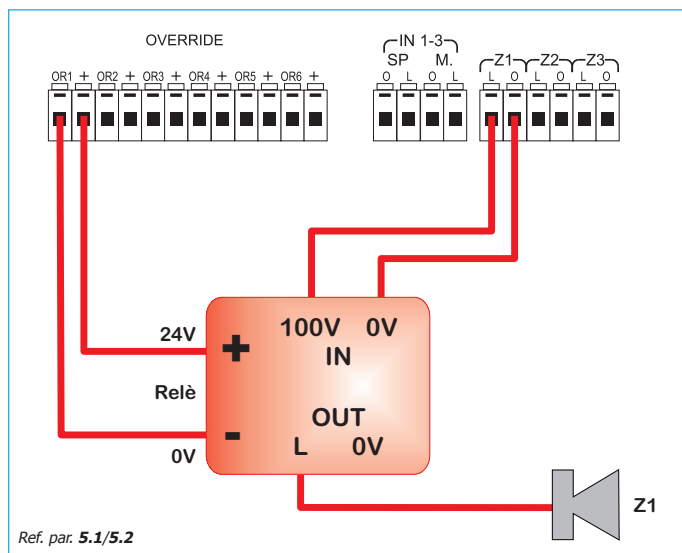 OVERRIDE
IN 1-3
SP M.
Z1 Z2 Z3
OR1 + OR2 + OR3 + OR4 + OR5 + OR6 +
O L O L
L O L O L O
24V
+
100V 0V
IN
Relè
OUT
-
L 0V
0V
Z1
Ref. par. 5.1/5.2